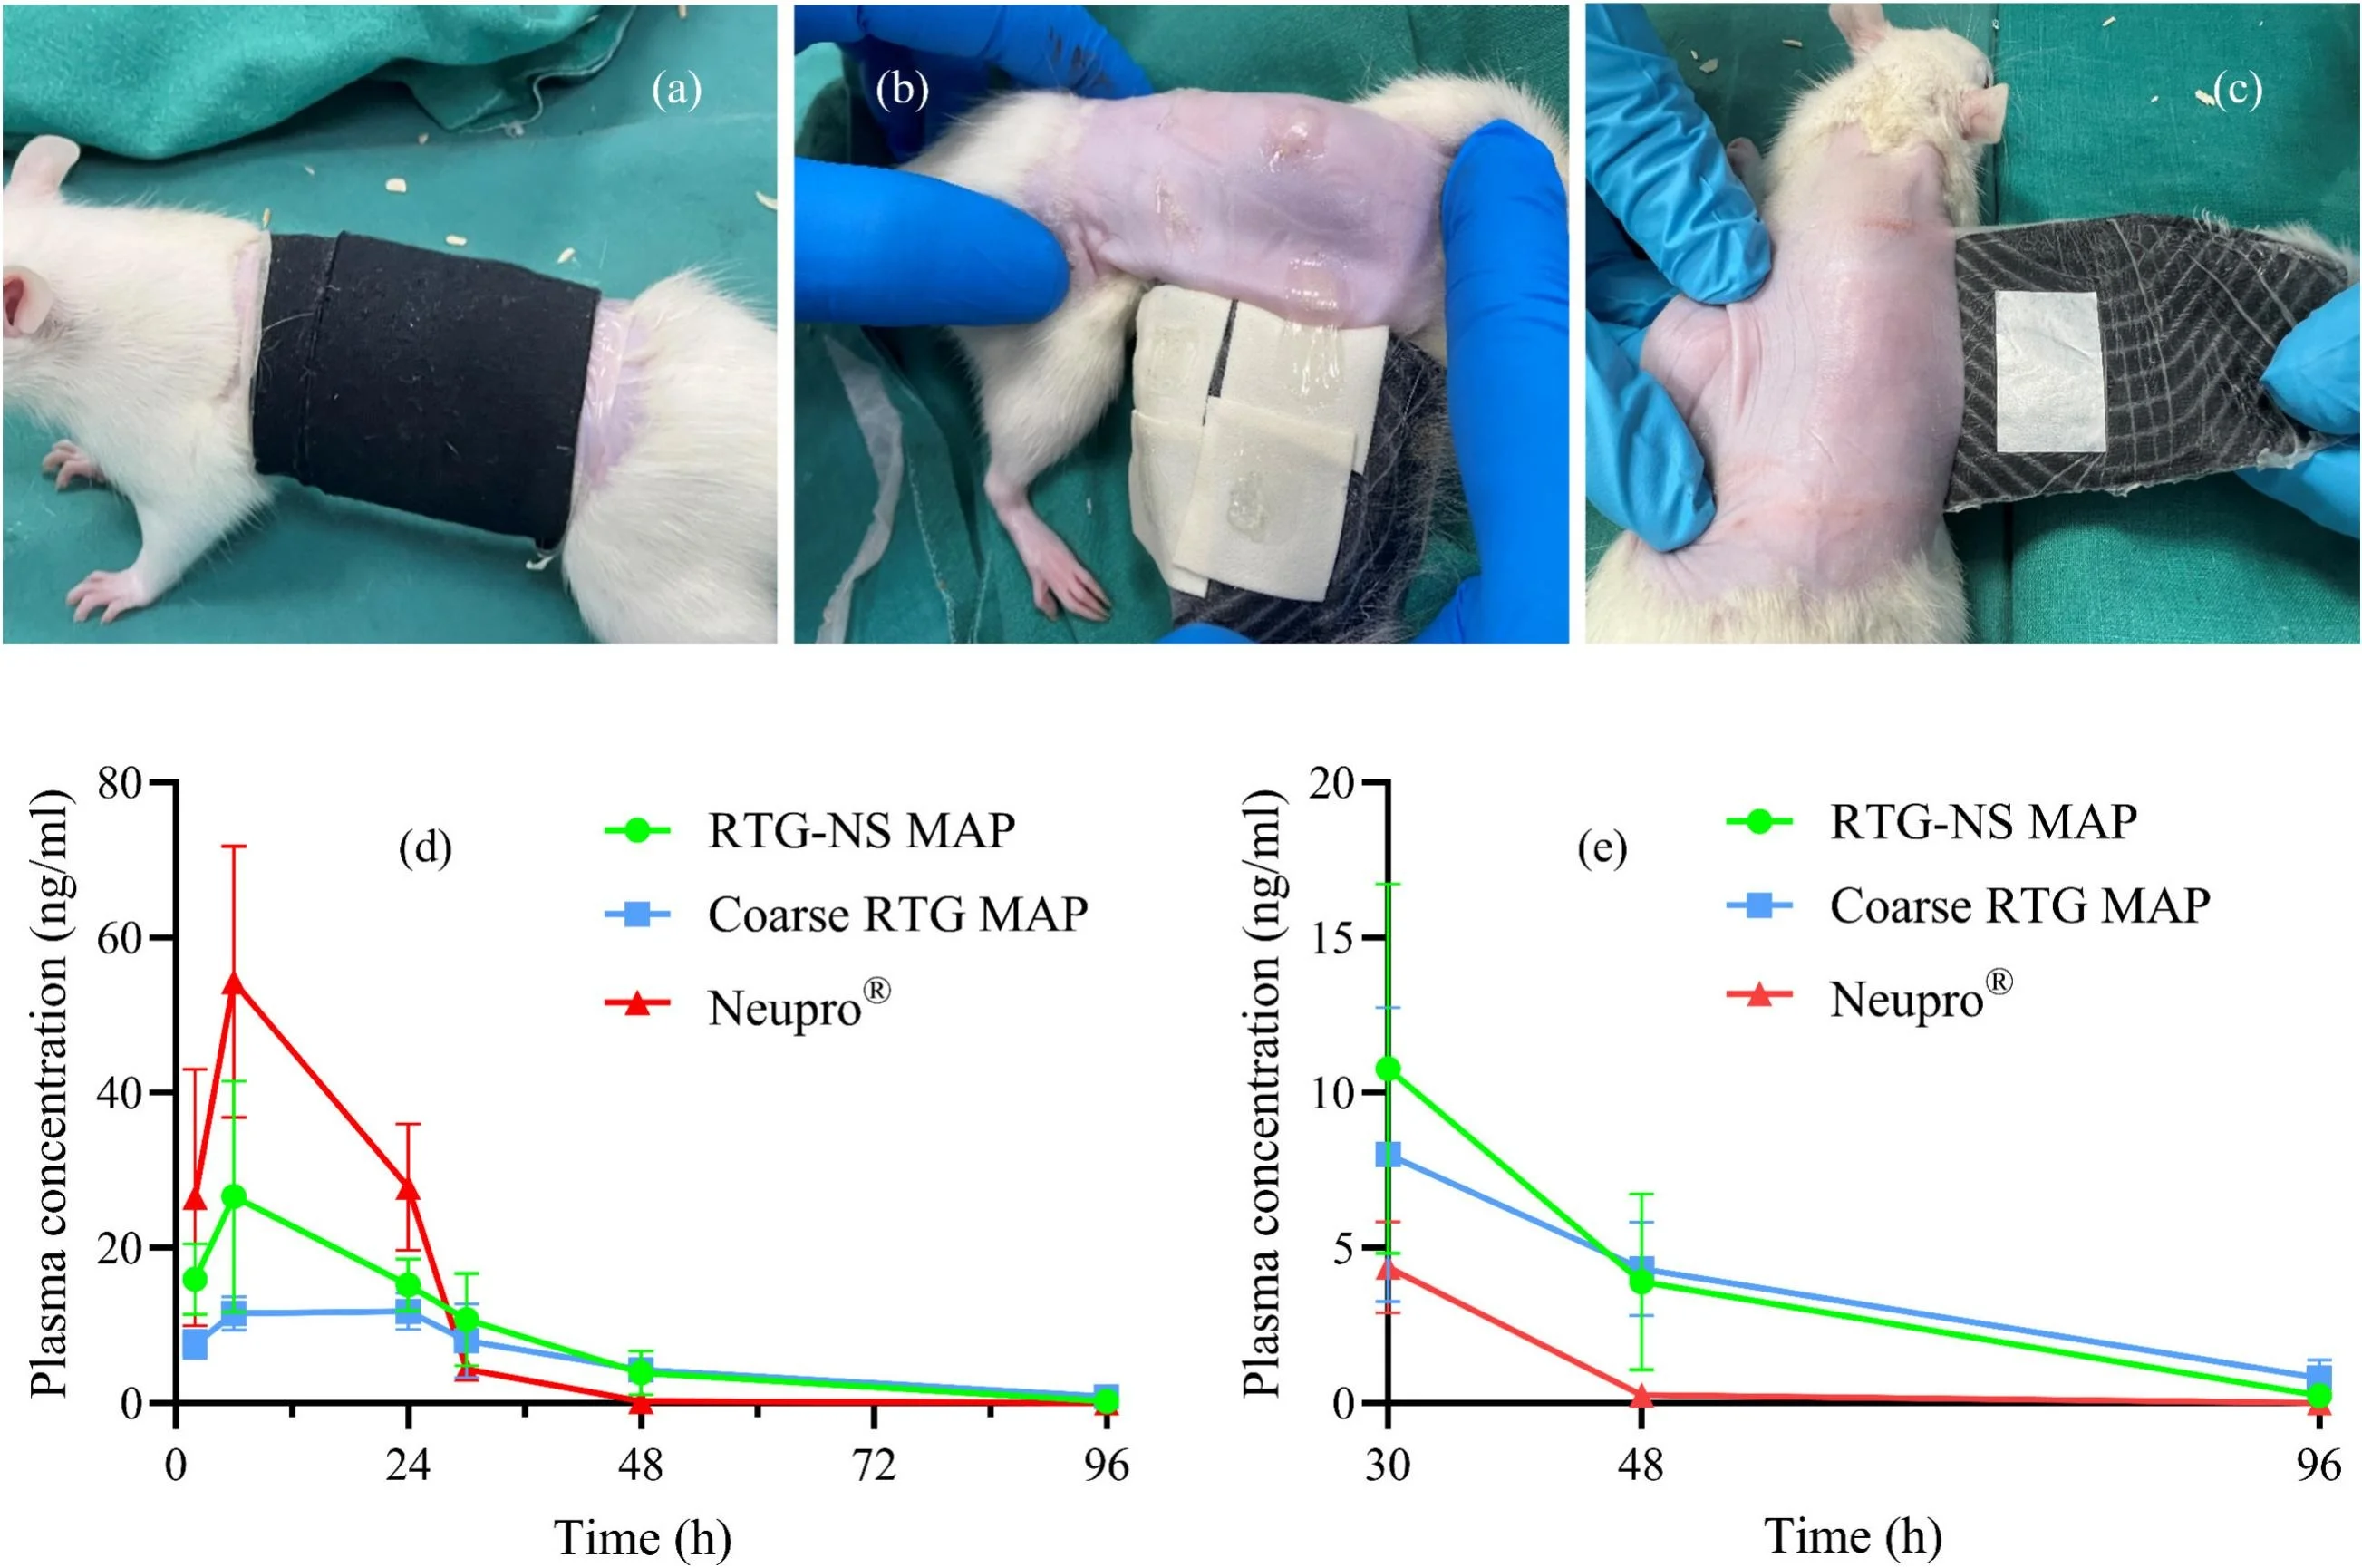 (a)
(b)
(c)
Plasma concentration (ng/ml)
80
60
40
20
0
0
24
48
72
96
Time (h)
(d)
RTG-NS MAP
Coarse RTG MAP
Neupro®
Plasma concentration (ng/ml)
20
15
10
5
0
30
48
96
Time (h)
(e)
RTG-NS MAP
Coarse RTG MAP
Neupro®